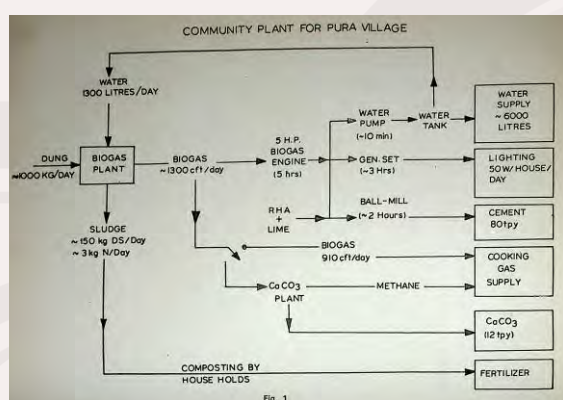 COMMUNITY PLANT FOR PURA VILLAGE
WATER
1300 LITRES/DAY
DUNG
~1000 KG/DAY
BIOGAS
PLANT
BIOGAS
~1300 cft/day
5 H.P.
BIOGAS
ENGINE
(5 hrs)
WATER
PUMP
(~10 min)
WATER
TANK
WATER
SUPPLY
~ 6000
LITRES
GEN. SET
(~3 Hrs)
LIGHTING
50W/HOUSE/
DAY
RHA
+
LIME
BALL-MILL
(~2 Hours)
CEMENT
80tpy
SLUDGE
~150 kg DS/Day
~3kg N/Day
BIOGAS
910 cft/day
COOKING
GAS
SUPPLY
CaCO3
PLANT
METHANE
CaCO3
(12 tpy)
COMPOSTING BY
HOUSE HOLDS
FERTILIZER
Fig. 1